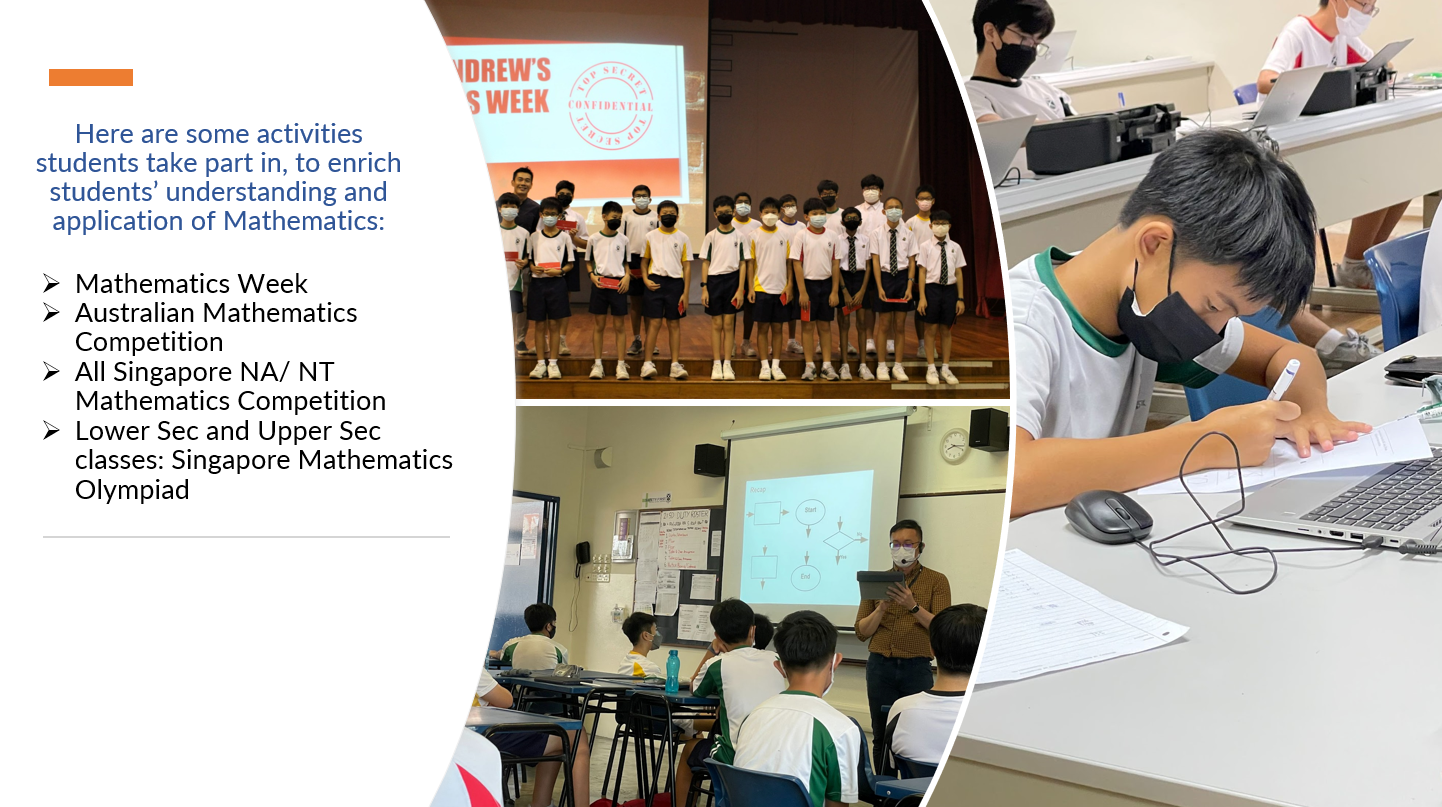 Here are some activities
students take part in, to enrich
students’ understanding and
application of Mathematics:
➢ Mathematics Week
➢ Australian Mathematics
Competition
➢ All Singapore NA/ NT
Mathematics Competition
➢ Lower Sec and Upper Sec
classes: Singapore Mathematics
Olympiad
NDREW’S
S WEEK
TOP SECRET
CONFIDENTIAL
TOP SECRET
Start
No
Yes
End